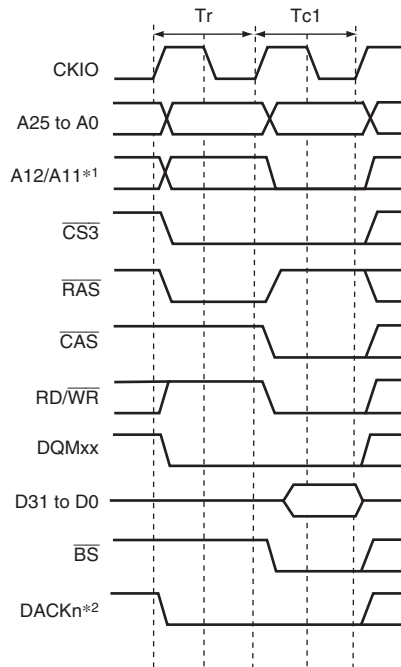 Tr Tc1
CKIO
A25 to A0
A12/A11*1
CS3
RAS
CAS
RD/WR
DQMxx
D31 to D0
BS
DACKn*2